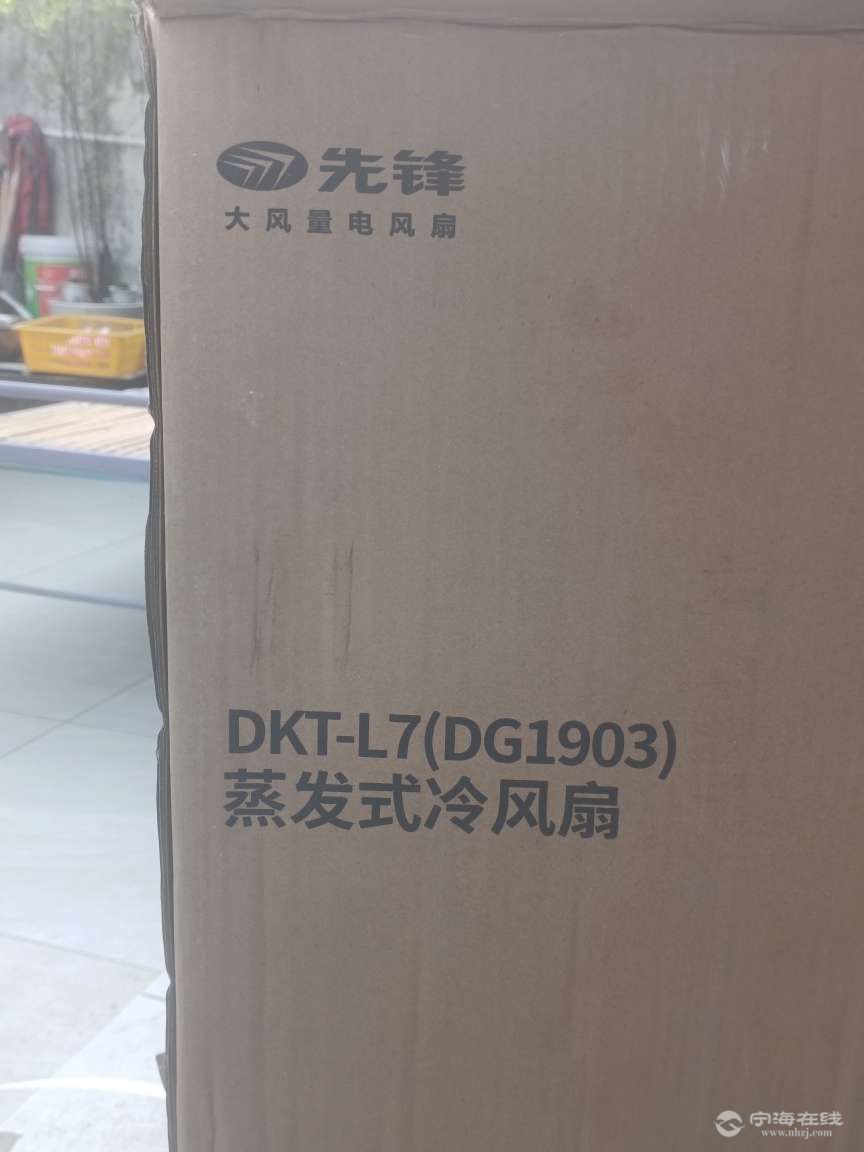 先锋
大风量电风扇
DKT-L7(DG1903)
蒸发式冷风扇
宁海在线
www.nhzj.com